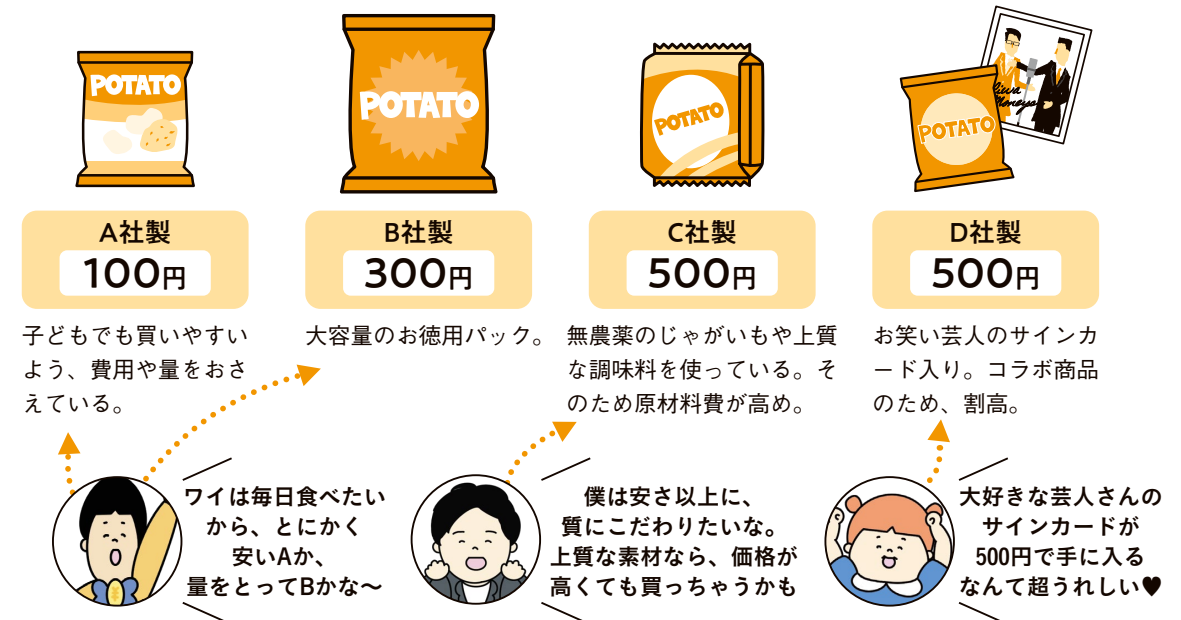 POTATO
POTATO
POTATO
POTATO
A社製
100円
子どもでも買いやすい
よう、費用や量をおさ
えている。
B社製
300円
大容量のお徳用パック。
C社製
500円
無農薬のじゃがいもや上質
な調味料を使っている。そ
のため原材料費が高め。
D社製
500円
お笑い芸人のサインカ
ード入り。コラボ商品
のため、割高。
ワイは毎日食べたい
から、とにかく
安いAか、
量をとってBかな〜
僕は安さ以上に、
質にこだわりたいな。
上質な素材なら、価格が
高くても買っちゃうかも
大好きな芸人さんの
サインカードが
500円で手に入る
なんて超うれしい♥